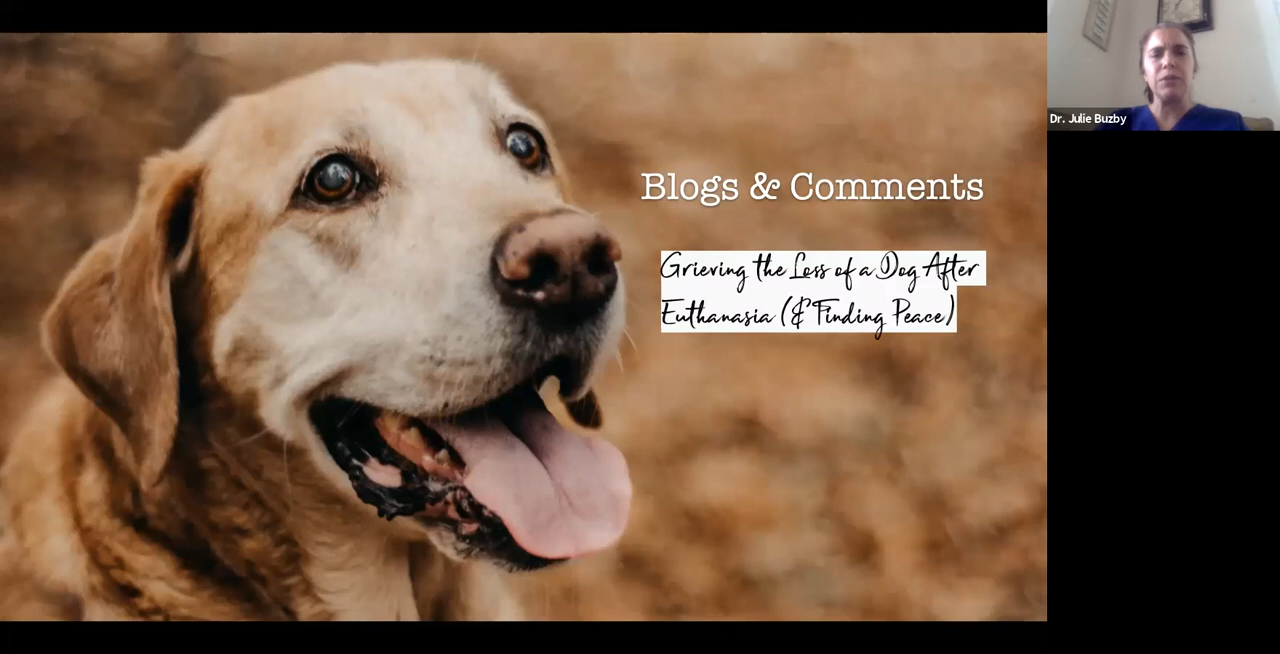 Blogs & Comments
Grieving the Loss of a Dog After
Euthanasia (& Finding Peace)
Dr. Julie Buzby